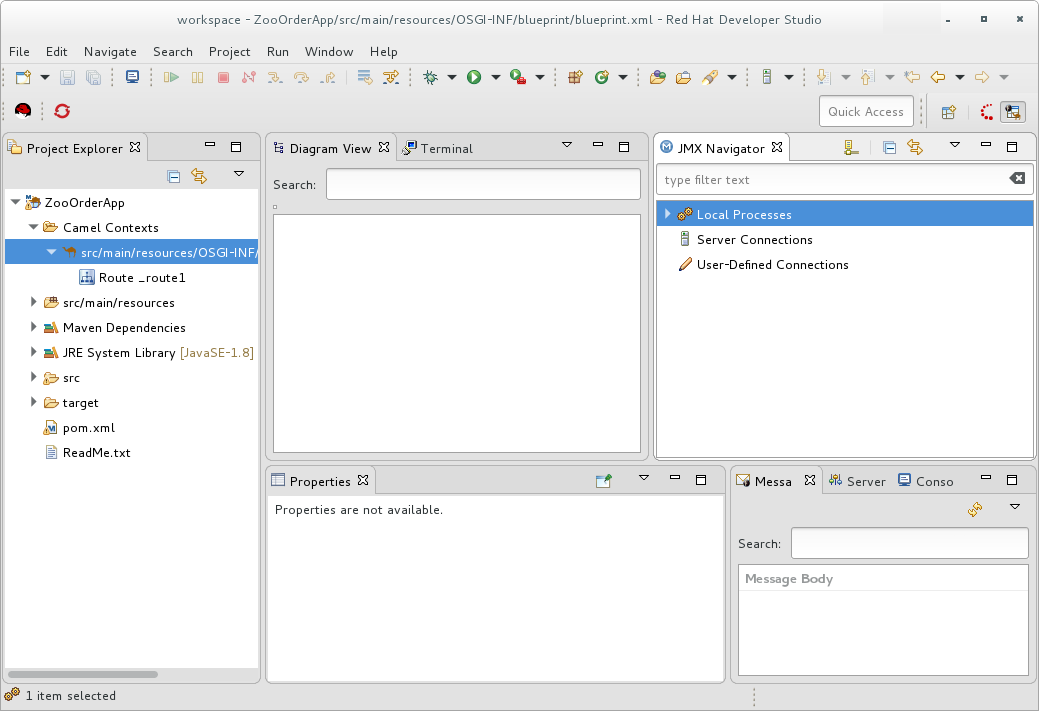 workspace - ZooOrderApp/src/main/resources/OSGI-INF/blueprint/blueprint.xml - Red Hat Developer Studio
File Edit Navigate Search Project Run Window Help
Quick Access
Project Explorer
ZooOrderApp
Camel Contexts
src/main/resources/OSGI-INF/
Route _route1
src/main/resources
Maven Dependencies
JRE System Library [JavaSE-1.8]
src
target
pom.xml
ReadMe.txt
Diagram View Terminal
Search:
JMX Navigator
type filter text
Local Processes
Server Connections
User-Defined Connections
Properties
Properties are not available.
Messa Server Conso
Search:
Message Body
1 item selected